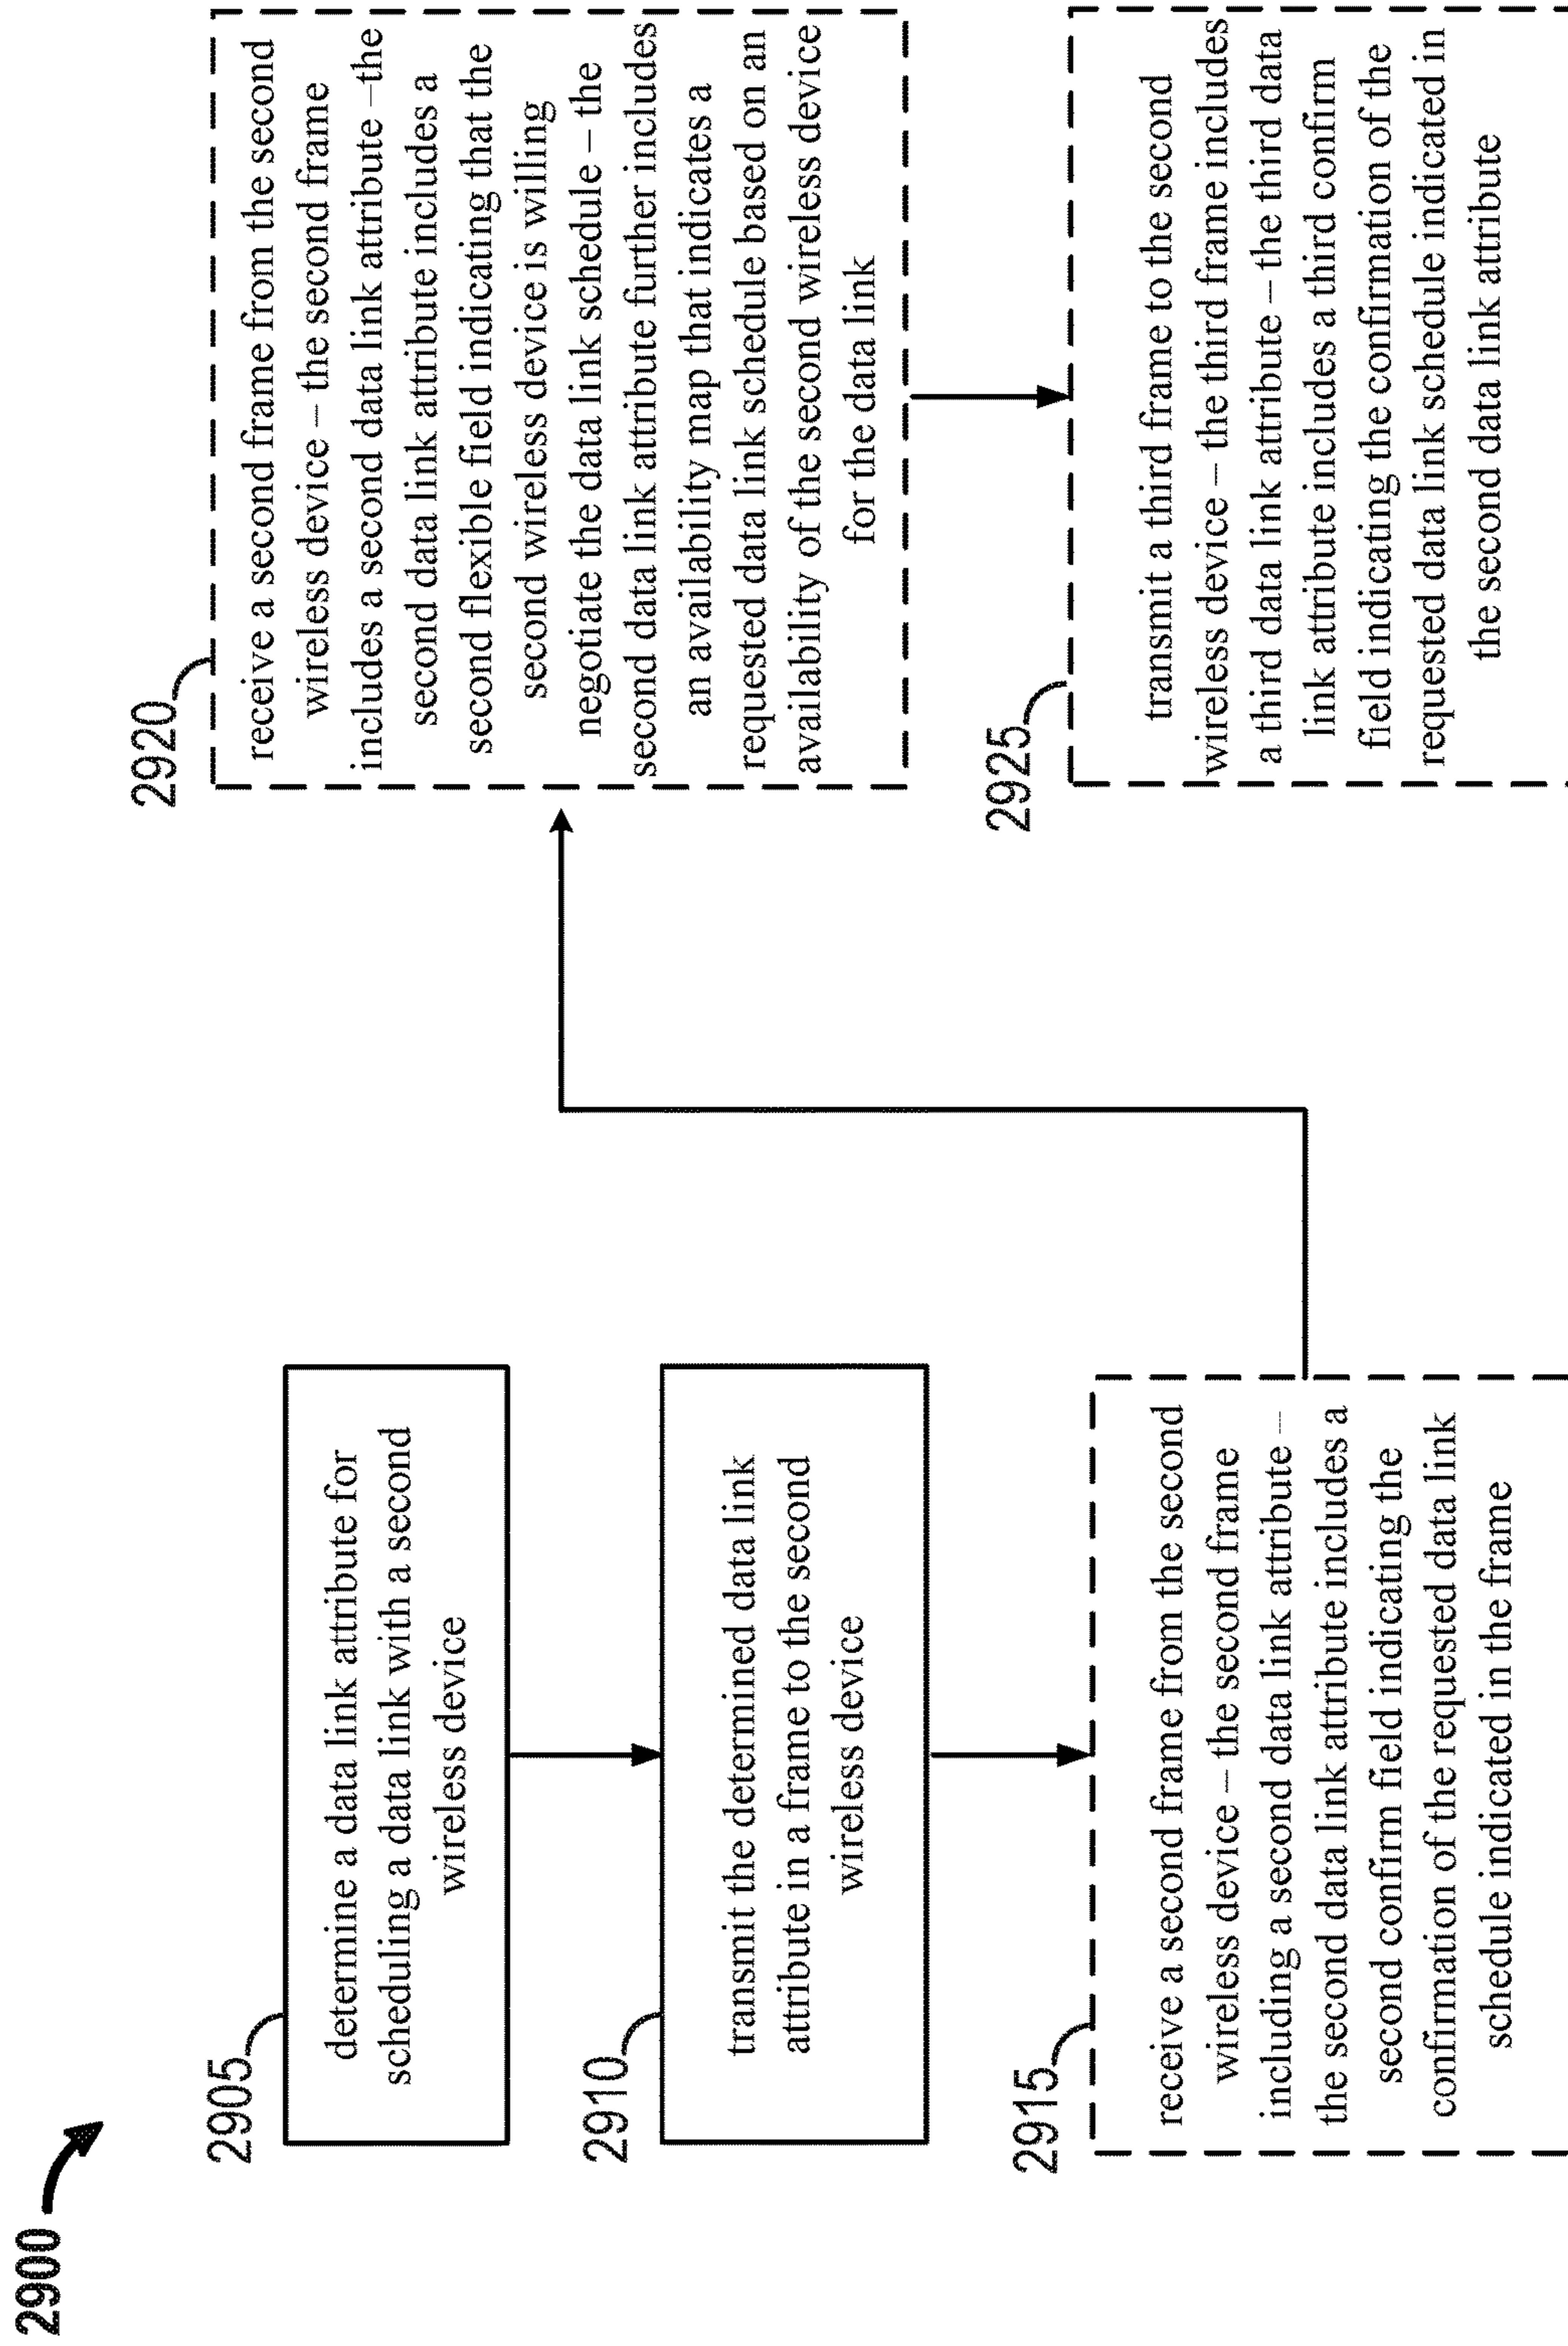 2900
2905
determine a data link attribute for
scheduling a data link with a second
wireless device
2910
transmit the determined data link
attribute in a frame to the second
wireless device
2915
receive a second frame from the second
wireless device – the second frame
including a second data link attribute –
the second data link attribute includes a
second confirm field indicating the
confirmation of the requested data link
schedule indicated in the frame
2920
receive a second frame from the second
wireless device – the second frame
includes a second data link attribute –the
second data link attribute includes a
second flexible field indicating that the
second wireless device is willing
negotiate the data link schedule – the
second data link attribute further includes
an availability map that indicates a
requested data link schedule based on an
availability of the second wireless device
for the data link
2925
transmit a third frame to the second
wireless device – the third frame includes
a third data link attribute – the third data
link attribute includes a third confirm
field indicating the confirmation of the
requested data link schedule indicated in
the second data link attribute